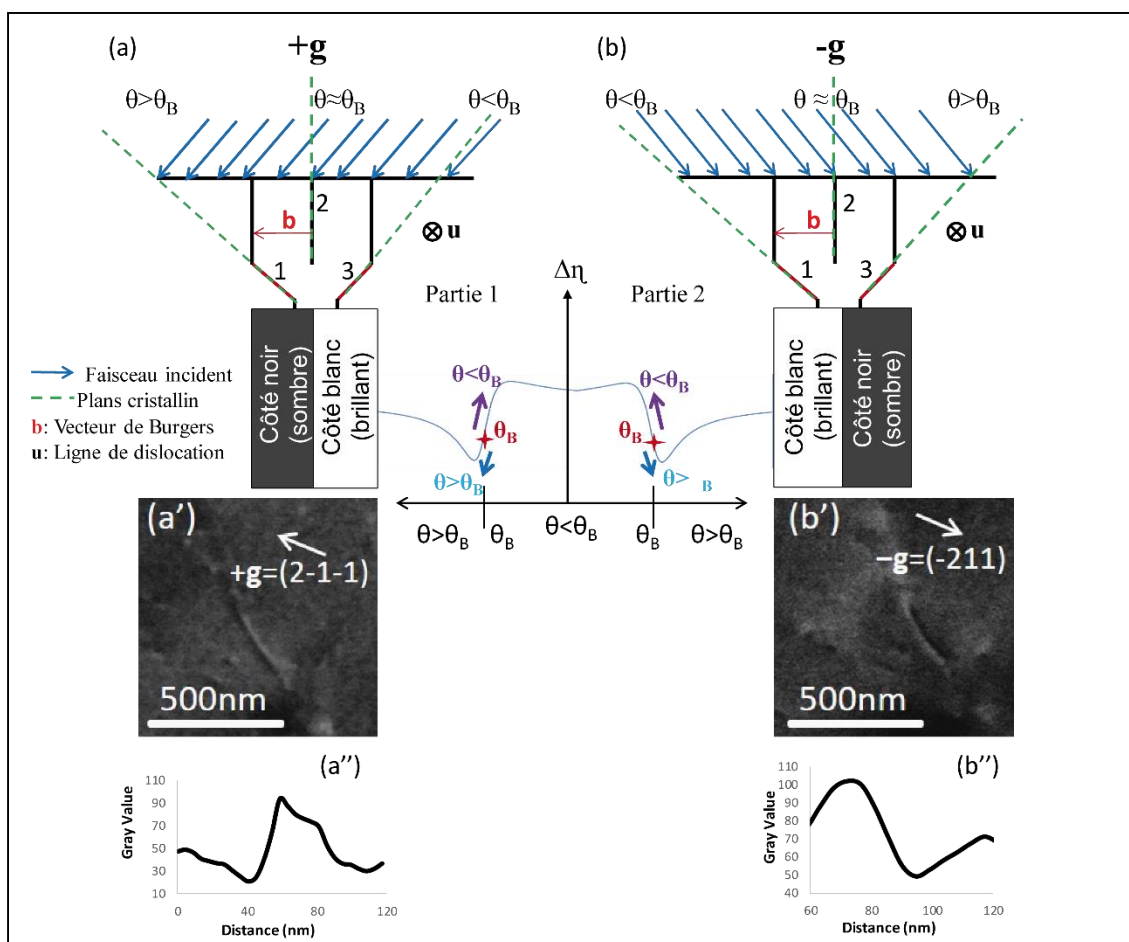 (a)
+g
θ>θB
θ≈θB
θ<θB
2
b
⊗u
1
3
Côté noir
(sombre)
Côté blanc
(brillant)
(b)
-g
θ<θB
θ ≈ θB
θ>θB
2
b
⊗u
1
3
Côté blanc
(brillant)
Côté noir
(sombre)
Partie 1
Δη
Partie 2
θ<θB
θB
θ>θB
θ<θB
θB
θ> B
θ>θB
θB
θ<θB
θB
θ>θB
Faisceau incident
Plans cristallin
b: Vecteur de Burgers
u: Ligne de dislocation
(a')
+g=(2-1-1)
500nm
(b')
−g=(-211)
500nm
(a'')
Gray Value
110
90
70
50
30
10
0
40
80
120
Distance (nm)
(b'')
Gray Value
110
100
90
80
70
60
50
40
60
80
100
120
Distance (nm)